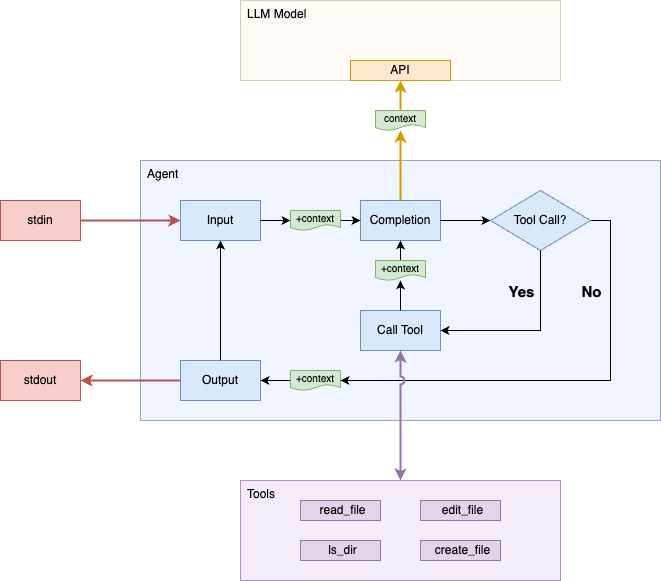 LLM Model
API
context
Agent
stdin
Input
+context
Completion
Tool Call?
+context
Yes
No
Call Tool
stdout
Output
+context
Tools
read_file
edit_file
ls_dir
create_file